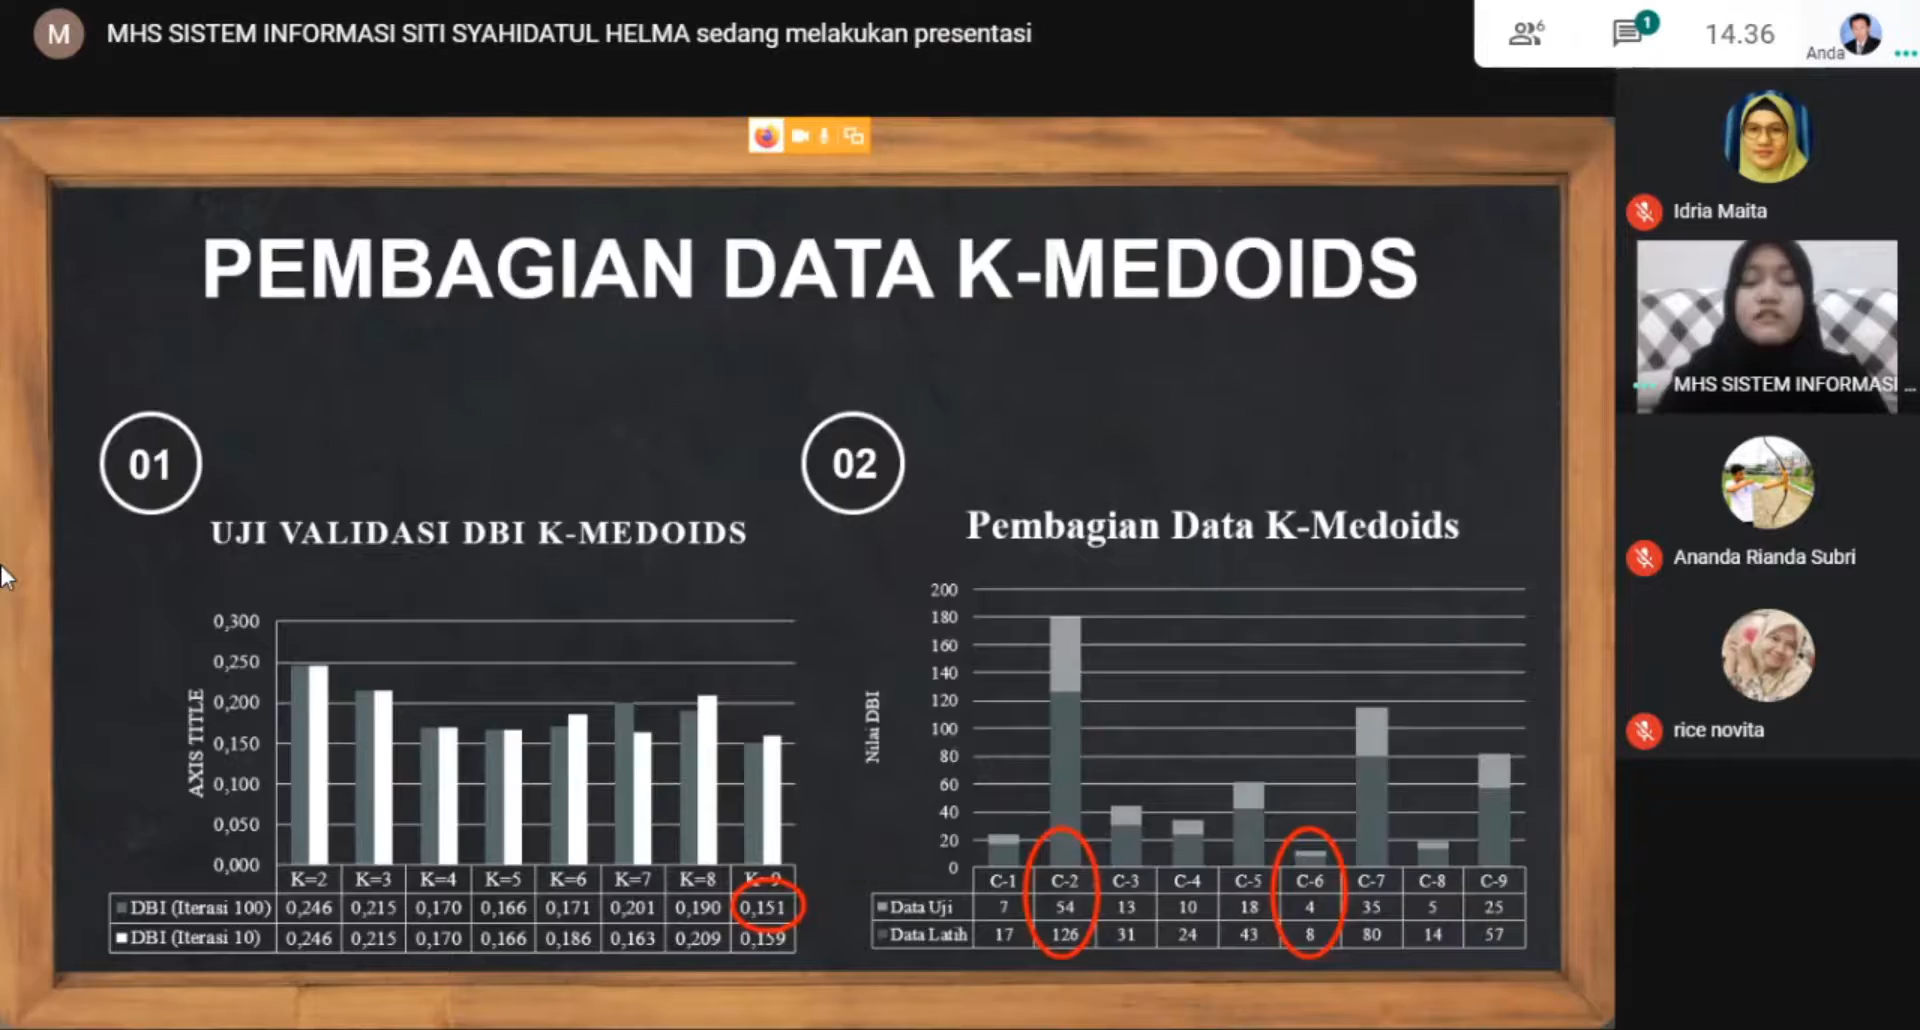 M
MHS SISTEM INFORMASI SITI SYAHIDATUL HELMA sedang melakukan presentasi
6
1
14.36
Anda
PEMBAGIAN DATA K-MEDOIDS
01
UJI VALIDASI DBI K-MEDOIDS
AXIS TITLE
0,300
0,250
0,200
0,150
0,100
0,050
0,000
K=2 K=3 K=4 K=5 K=6 K=7 K=8 K=9
DBI (Iterasi 100) 0,246 0,215 0,170 0,166 0,171 0,201 0,190 0,151
DBI (Iterasi 10) 0,246 0,215 0,170 0,166 0,186 0,163 0,209 0,159
02
Pembagian Data K-Medoids
Nilai DBI
200
180
160
140
120
100
80
60
40
20
0
C-1 C-2 C-3 C-4 C-5 C-6 C-7 C-8 C-9
Data Uji 7 54 13 10 18 4 35 5 25
Data Latih 17 126 31 24 43 8 80 14 57
Idria Maita
MHS SISTEM INFORMASI ...
Ananda Rianda Subri
rice novita